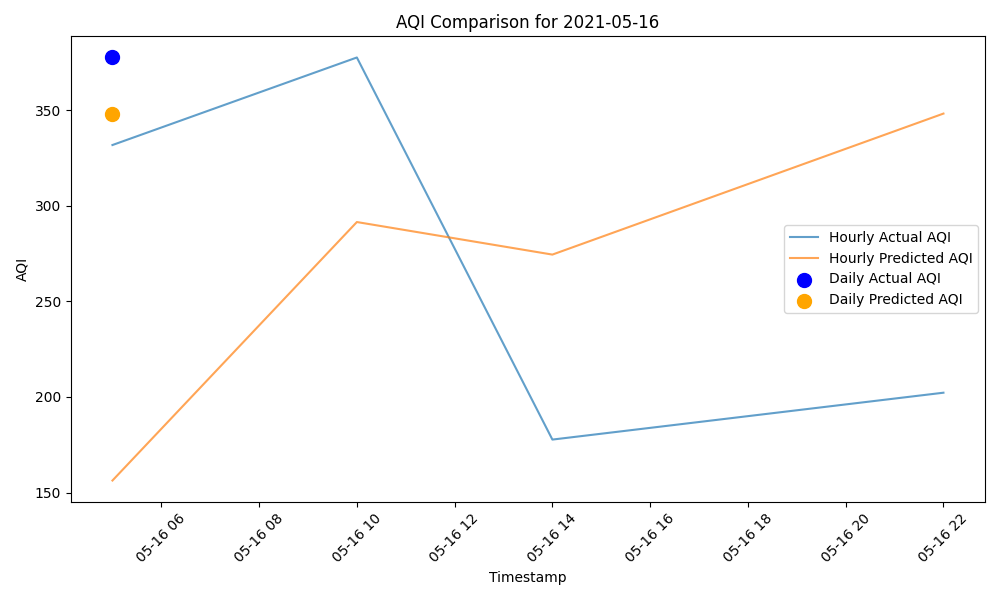 AQI Comparison for 2021-05-16
AQI
350
300
250
200
150
Hourly Actual AQI
Hourly Predicted AQI
Daily Actual AQI
Daily Predicted AQI
05-16 06
05-16 08
05-16 10
05-16 12
05-16 14
05-16 16
05-16 18
05-16 20
05-16 22
Timestamp